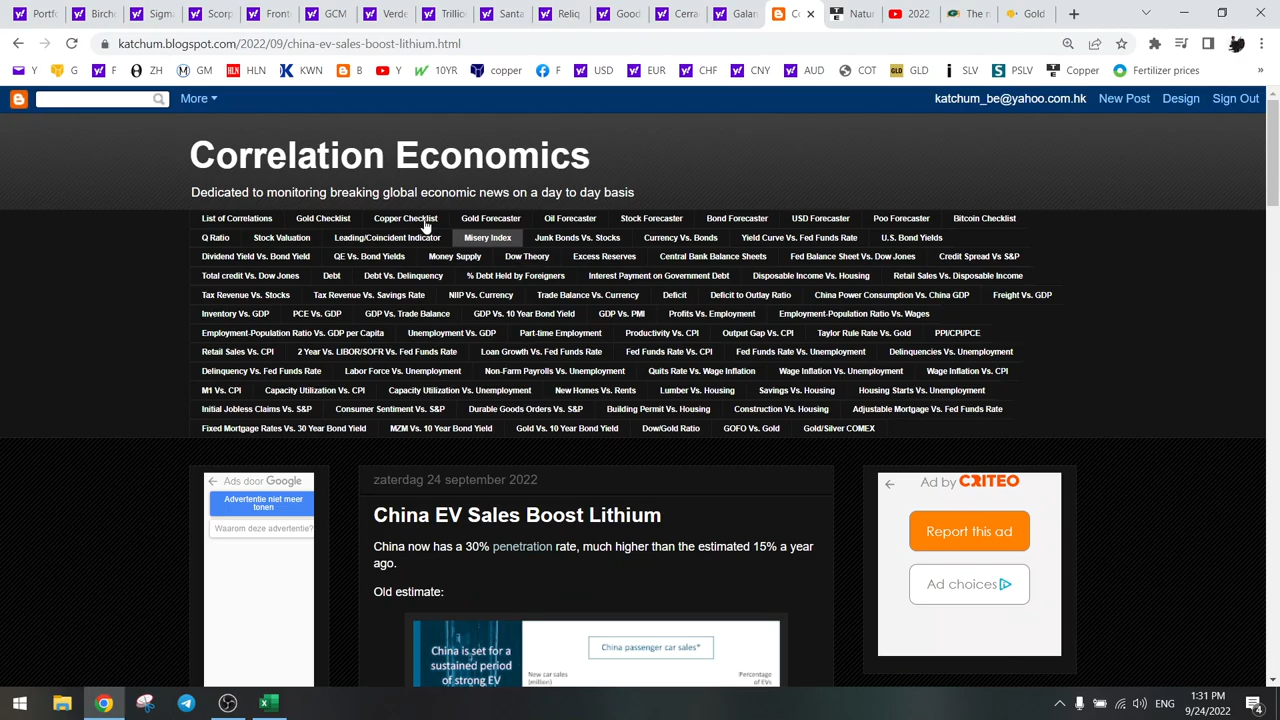 Portfo
Birch
Sigm
Scorp
Front
GCM
Verde
Trillic
Santa
Reliq
Good
Cerra
Galan
Natur
2022
The n
Gold
katchum.blogspot.com/2022/09/china-ev-sales-boost-lithium.html
Y G F ZH GM HLN KWN B Y 10YR copper F USD EUR CHF CNY AUD COT GLD SLV PSLV Copper Fertilizer prices »
More
katchum_be@yahoo.com.hk New Post Design Sign Out
Correlation Economics
Dedicated to monitoring breaking global economic news on a day to day basis
List of Correlations Gold Checklist Copper Checklist Gold Forecaster Oil Forecaster Stock Forecaster Bond Forecaster USD Forecaster Poo Forecaster Bitcoin Checklist
Q Ratio Stock Valuation Leading/Coincident Indicator Misery Index Junk Bonds Vs. Stocks Currency Vs. Bonds Yield Curve Vs. Fed Funds Rate U.S. Bond Yields
Dividend Yield Vs. Bond Yield QE Vs. Bond Yields Money Supply Dow Theory Excess Reserves Central Bank Balance Sheets Fed Balance Sheet Vs. Dow Jones Credit Spread Vs S&P
Total credit Vs. Dow Jones Debt Debt Vs. Delinquency % Debt Held by Foreigners Interest Payment on Government Debt Disposable Income Vs. Housing Retail Sales Vs. Disposable Income
Tax Revenue Vs. Stocks Tax Revenue Vs. Savings Rate NIIP Vs. Currency Trade Balance Vs. Currency Deficit Deficit to Outlay Ratio China Power Consumption Vs. China GDP Freight Vs. GDP
Inventory Vs. GDP PCE Vs. GDP GDP Vs. Trade Balance GDP Vs. 10 Year Bond Yield GDP Vs. PMI Profits Vs. Employment Employment-Population Ratio Vs. Wages
Employment-Population Ratio Vs. GDP per Capita Unemployment Vs. GDP Part-time Employment Productivity Vs. CPI Output Gap Vs. CPI Taylor Rule Rate Vs. Gold PPI/CPI/PCE
Retail Sales Vs. CPI 2 Year Vs. LIBOR/SOFR Vs. Fed Funds Rate Loan Growth Vs. Fed Funds Rate Fed Funds Rate Vs. CPI Fed Funds Rate Vs. Unemployment Delinquencies Vs. Unemployment
Delinquency Vs. Fed Funds Rate Labor Force Vs. Unemployment Non-Farm Payrolls Vs. Unemployment Quits Rate Vs. Wage Inflation Wage Inflation Vs. Unemployment Wage Inflation Vs. CPI
M1 Vs. CPI Capacity Utilization Vs. CPI Capacity Utilization Vs. Unemployment New Homes Vs. Rents Lumber Vs. Housing Savings Vs. Housing Housing Starts Vs. Unemployment
Initial Jobless Claims Vs. S&P Consumer Sentiment Vs. S&P Durable Goods Orders Vs. S&P Building Permit Vs. Housing Construction Vs. Housing Adjustable Mortgage Vs. Fed Funds Rate
Fixed Mortgage Rates Vs. 30 Year Bond Yield MZM Vs. 10 Year Bond Yield Gold Vs. 10 Year Bond Yield Dow/Gold Ratio GOFO Vs. Gold Gold/Silver COMEX
Ads door Google
Advertentie niet meer
tonen
Waarom deze advertentie?
zaterdag 24 september 2022
China EV Sales Boost Lithium
China now has a 30% penetration rate, much higher than the estimated 15% a year
ago.
Old estimate:
China is set for a
sustained period
of strong EV
China passenger car sales*
New car sales
(million)
Percentage
of EVs
Ad by CRITEO
Report this ad
Ad choices
ENG
1:31 PM
9/24/2022
4